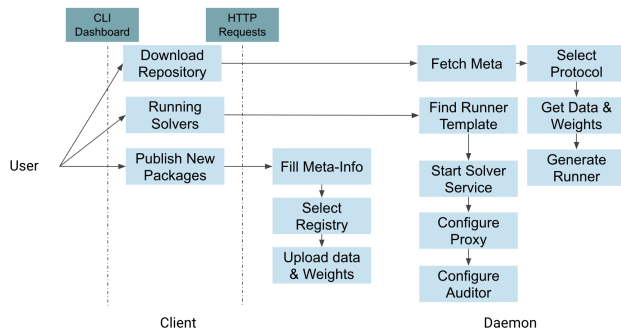 CLI
Dashboard
HTTP
Requests
Download
Repository
Fetch Meta
Select
Protocol
Running
Solvers
Find Runner
Template
Get Data &
Weights
User
Publish New
Packages
Fill Meta-Info
Start Solver
Service
Generate
Runner
Select
Registry
Configure
Proxy
Upload data
& Weights
Configure
Auditor
Client
Daemon